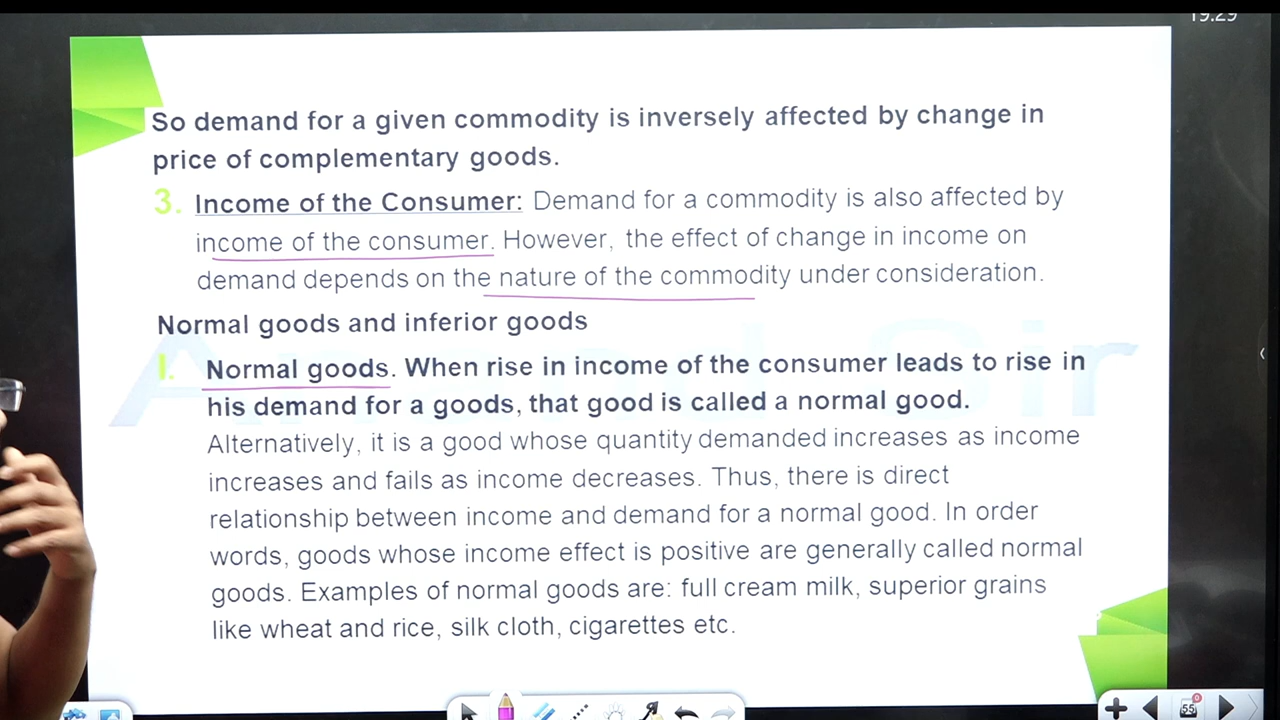 19:29
So demand for a given commodity is inversely affected by change in
price of complementary goods.
3. Income of the Consumer: Demand for a commodity is also affected by
income of the consumer. However, the effect of change in income on
demand depends on the nature of the commodity under consideration.
Normal goods and inferior goods
I. Normal goods. When rise in income of the consumer leads to rise in
his demand for a goods, that good is called a normal good.
Alternatively, it is a good whose quantity demanded increases as income
increases and fails as income decreases. Thus, there is direct
relationship between income and demand for a normal good. In order
words, goods whose income effect is positive are generally called normal
goods. Examples of normal goods are: full cream milk, superior grains
like wheat and rice, silk cloth, cigarettes etc.
Anand Sir
55
0